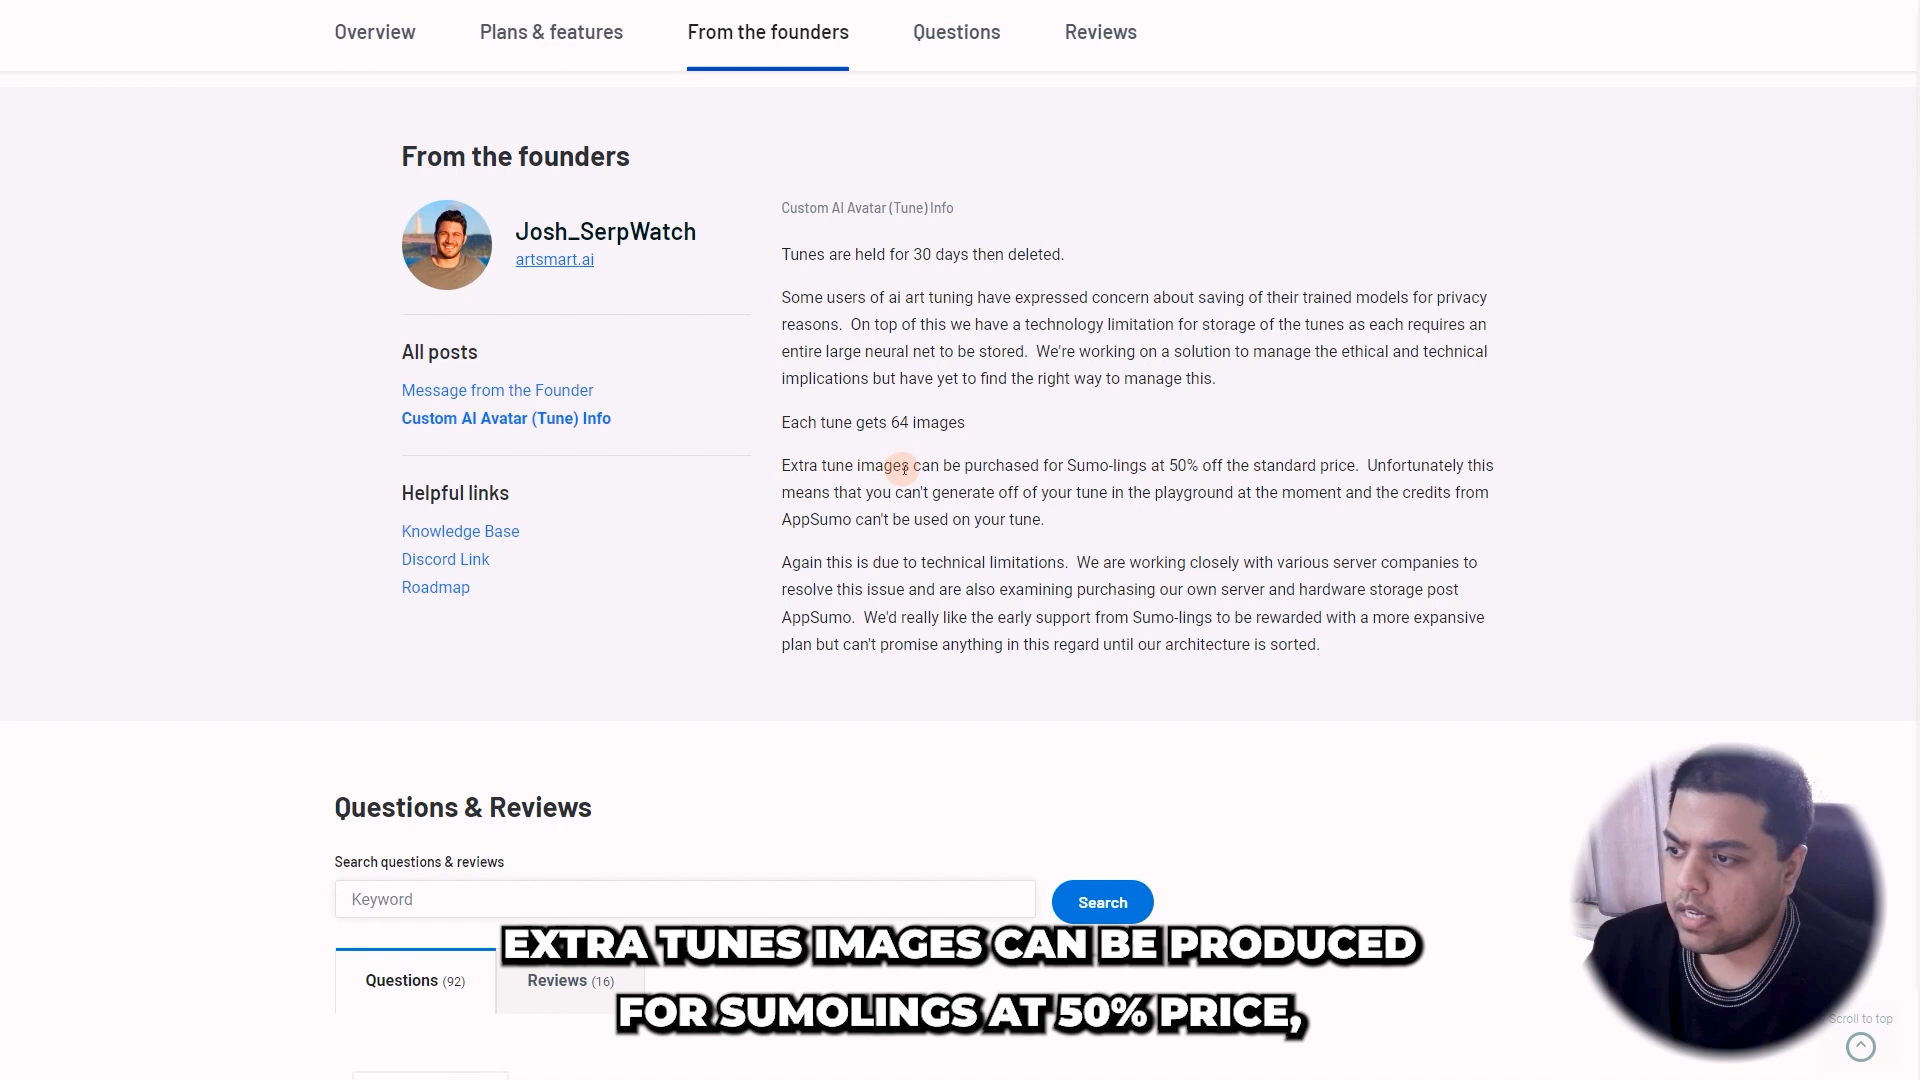 Overview Plans & features From the founders Questions Reviews
From the founders
Josh_SerpWatch
artsmart.ai
All posts
Message from the Founder
Custom AI Avatar (Tune) Info
Helpful links
Knowledge Base
Discord Link
Roadmap
Custom AI Avatar (Tune) Info
Tunes are held for 30 days then deleted.
Some users of ai art tuning have expressed concern about saving of their trained models for privacy
reasons.  On top of this we have a technology limitation for storage of the tunes as each requires an
entire large neural net to be stored.  We're working on a solution to manage the ethical and technical
implications but have yet to find the right way to manage this.
Each tune gets 64 images
Extra tune images can be purchased for Sumo-lings at 50% off the standard price.  Unfortunately this
means that you can't generate off of your tune in the playground at the moment and the credits from
AppSumo can't be used on your tune.
Again this is due to technical limitations.  We are working closely with various server companies to
resolve this issue and are also examining purchasing our own server and hardware storage post
AppSumo.  We'd really like the early support from Sumo-lings to be rewarded with a more expansive
plan but can't promise anything in this regard until our architecture is sorted.
Questions & Reviews
Search questions & reviews
Keyword
Search
EXTRA TUNES IMAGES CAN BE PRODUCED
Questions (92) Reviews (16)
FOR SUMOLINGS AT 50% PRICE,
Scroll to top